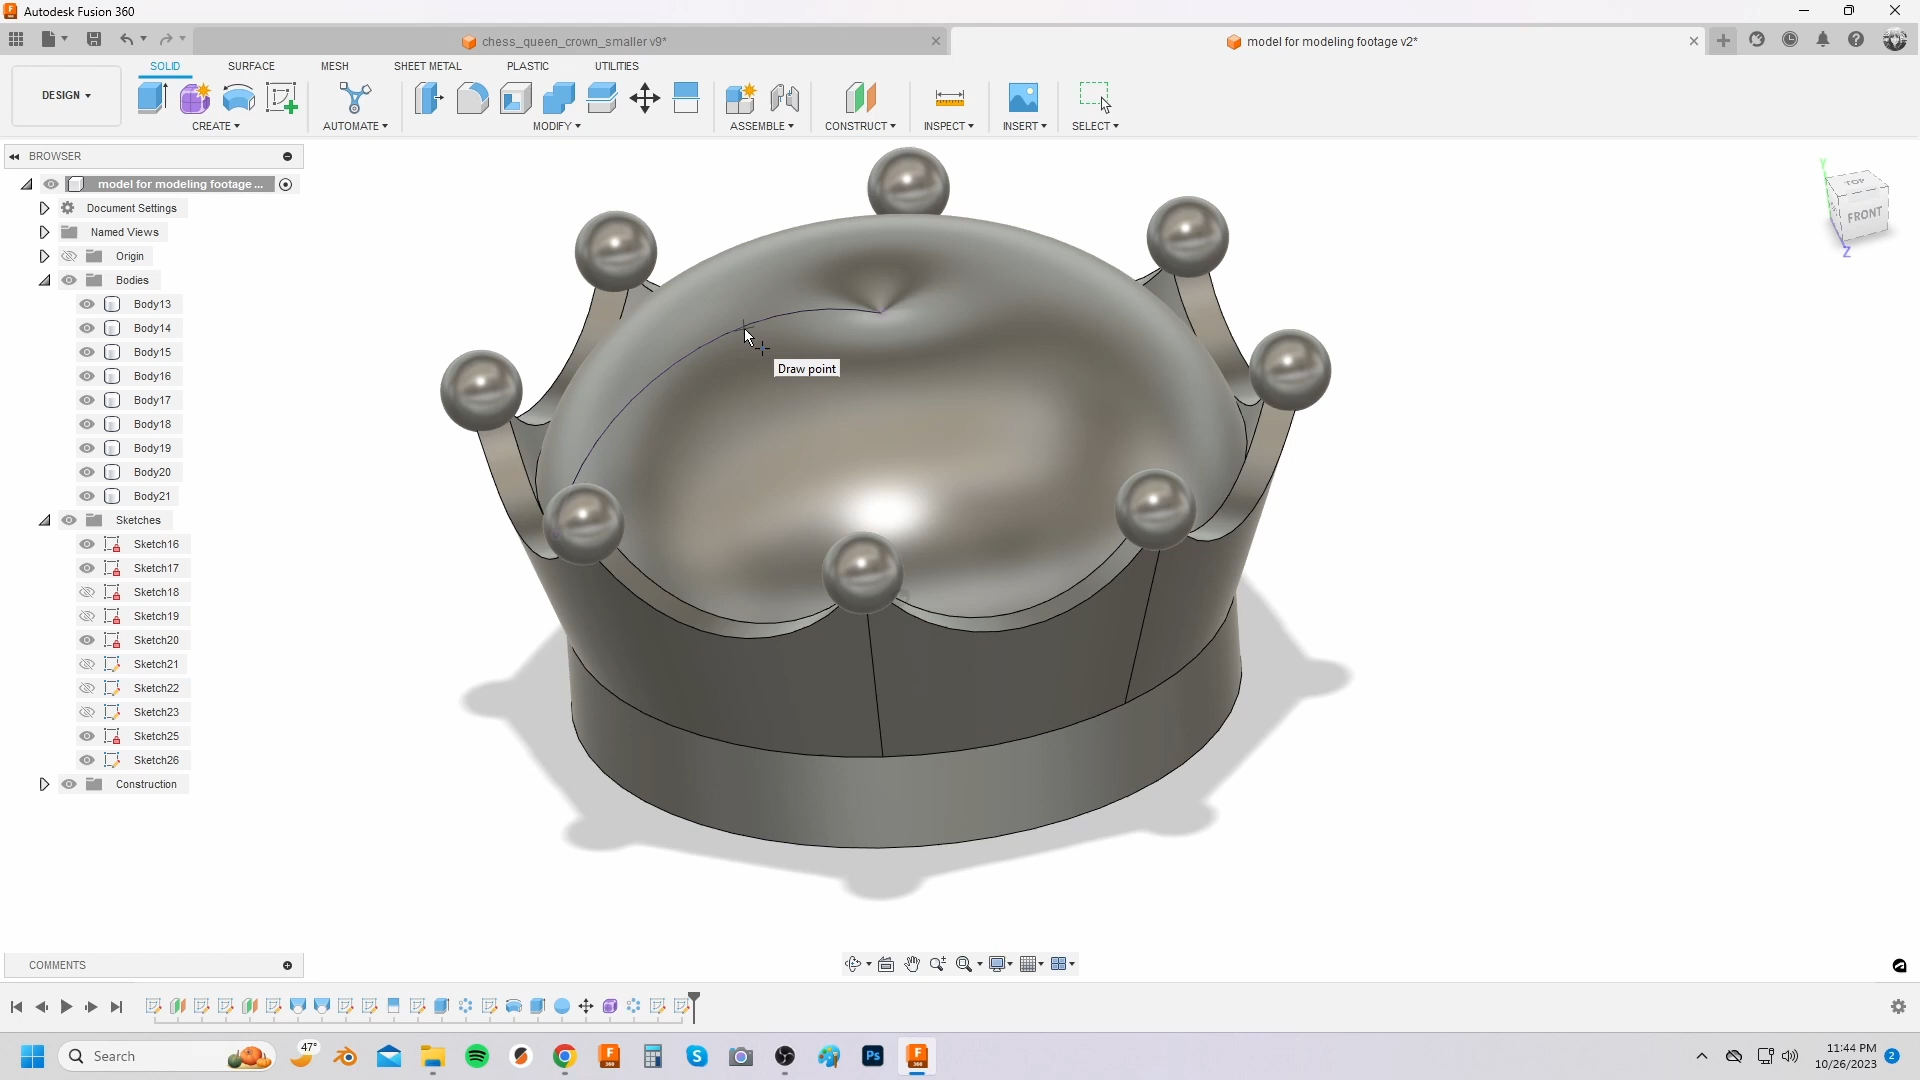 Autodesk Fusion 360
chess_queen_crown_smaller v9*
model for modeling footage v2*
DESIGN
SOLID
SURFACE
MESH
SHEET METAL
PLASTIC
UTILITIES
CREATE
AUTOMATE
MODIFY
ASSEMBLE
CONSTRUCT
INSPECT
INSERT
SELECT
BROWSER
model for modeling footage ...
Document Settings
Named Views
Origin
Bodies
Body13
Body14
Body15
Body16
Body17
Body18
Body19
Body20
Body21
Sketches
Sketch16
Sketch17
Sketch18
Sketch19
Sketch20
Sketch21
Sketch22
Sketch23
Sketch25
Sketch26
Construction
Draw point
Y
TOP
FRONT
Z
COMMENTS
Search
47°
Ps
11:44 PM
10/26/2023
2